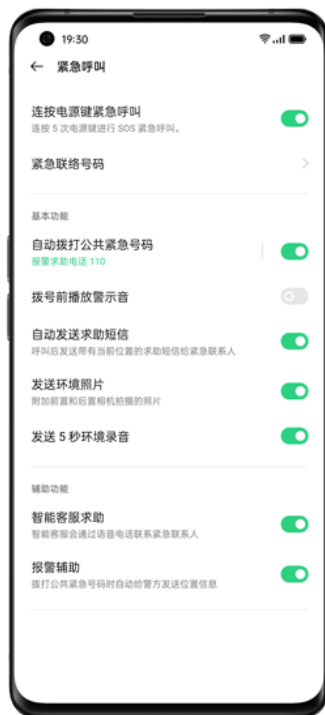 19:30
紧急呼叫
连按电源键紧急呼叫
连按 5 次电源键进行 SOS 紧急呼叫。
紧急联络号码
基本功能
自动拨打公共紧急号码
报警求助电话 110
拨号前播放警示音
自动发送求助短信
呼叫后发送带有当前位置的求助短信给紧急联系人
发送环境照片
附加前置和后置相机拍摄的照片
发送 5 秒环境录音
辅助功能
智能客服求助
智能客服会通过语音电话联系紧急联系人
报警辅助
拨打公共紧急号码时自动给警方发送位置信息